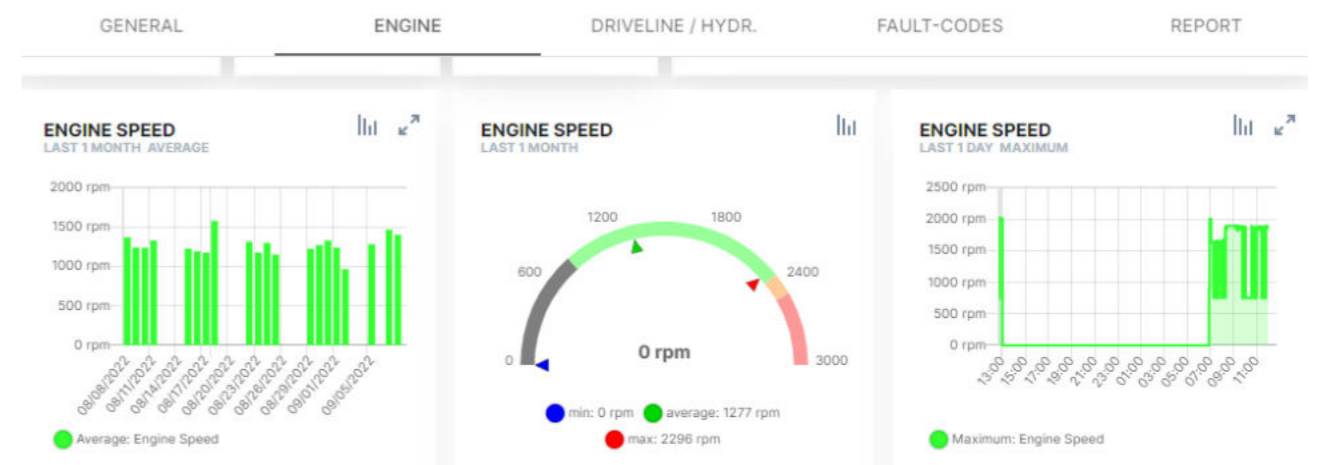 GENERAL ENGINE DRIVELINE / HYDR. FAULT-CODES REPORT
ENGINE SPEED
LAST 1 MONTH AVERAGE
2000 rpm
1500 rpm
1000 rpm
500 rpm
0 rpm
08/08/2022 08/11/2022 08/14/2022 08/17/2022 08/20/2022 08/23/2022 08/26/2022 08/29/2022 09/01/2022 09/05/2022
Average: Engine Speed
ENGINE SPEED
LAST 1 MONTH
0 600 1200 1800 2400 3000
0 rpm
min: 0 rpm average: 1277 rpm
max: 2296 rpm
ENGINE SPEED
LAST 1 DAY MAXIMUM
2500 rpm
2000 rpm
1500 rpm
1000 rpm
500 rpm
0 rpm
13:00 15:00 17:00 19:00 21:00 23:00 01:00 03:00 05:00 07:00 09:00 11:00
Maximum: Engine Speed